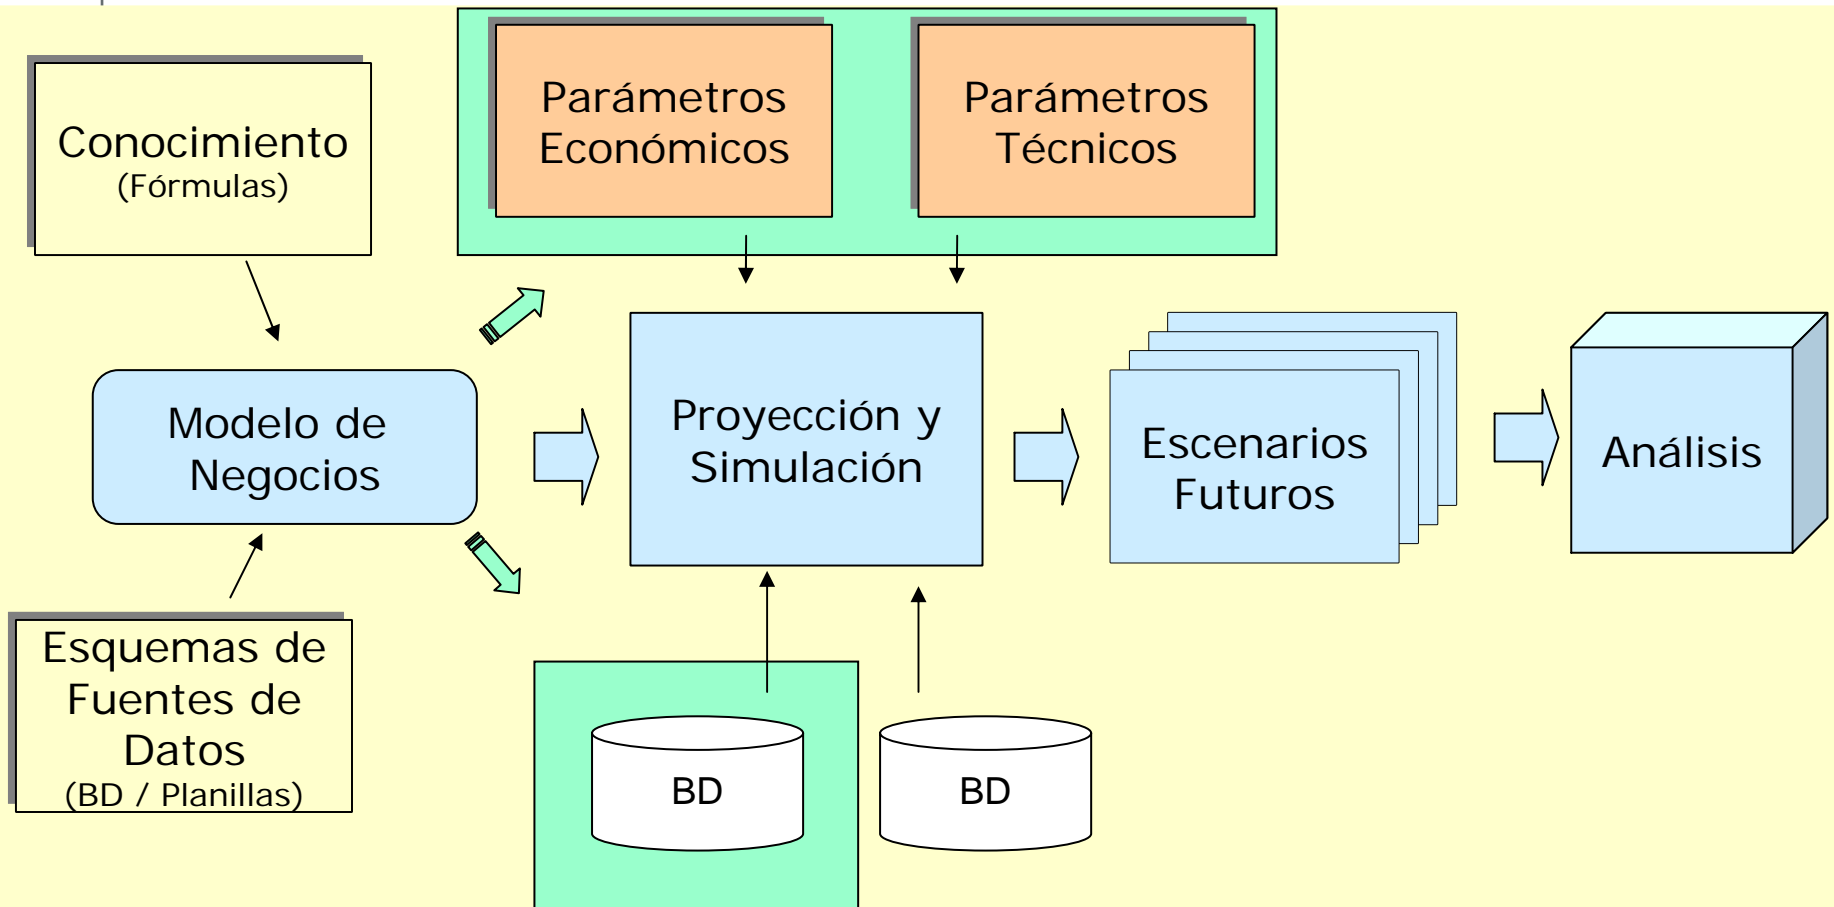 Parámetros
Económicos
Parámetros
Técnicos
Conocimiento
(Fórmulas)
Modelo de
Negocios
Proyección y
Simulación
Escenarios
Futuros
Análisis
Esquemas de
Fuentes de
Datos
(BD / Planillas)
BD
BD